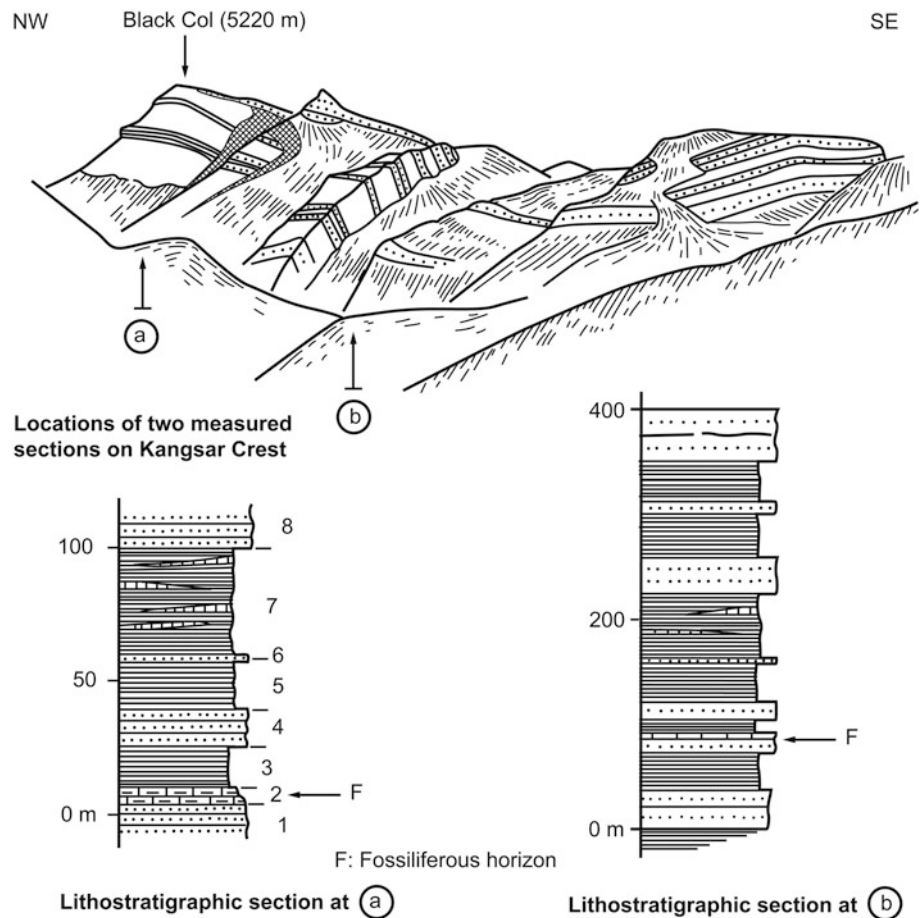 NW
Black Col (5220 m)
SE
a
b
Locations of two measured
sections on Kangsar Crest
400
200
0 m
F
100
50
0 m
8
7
6
5
4
3
2
1
F
F: Fossiliferous horizon
Lithostratigraphic section at a
Lithostratigraphic section at b